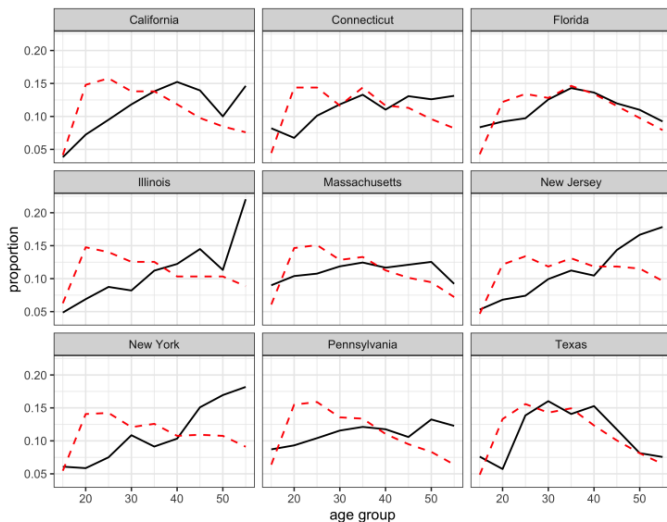 California Connecticut Florida
0.20
0.15
0.10
0.05
Illinois Massachusetts New Jersey
0.20
0.15
0.10
0.05
proportion
New York Pennsylvania Texas
0.20
0.15
0.10
0.05
20 30 40 50 20 30 40 50 20 30 40 50
age group